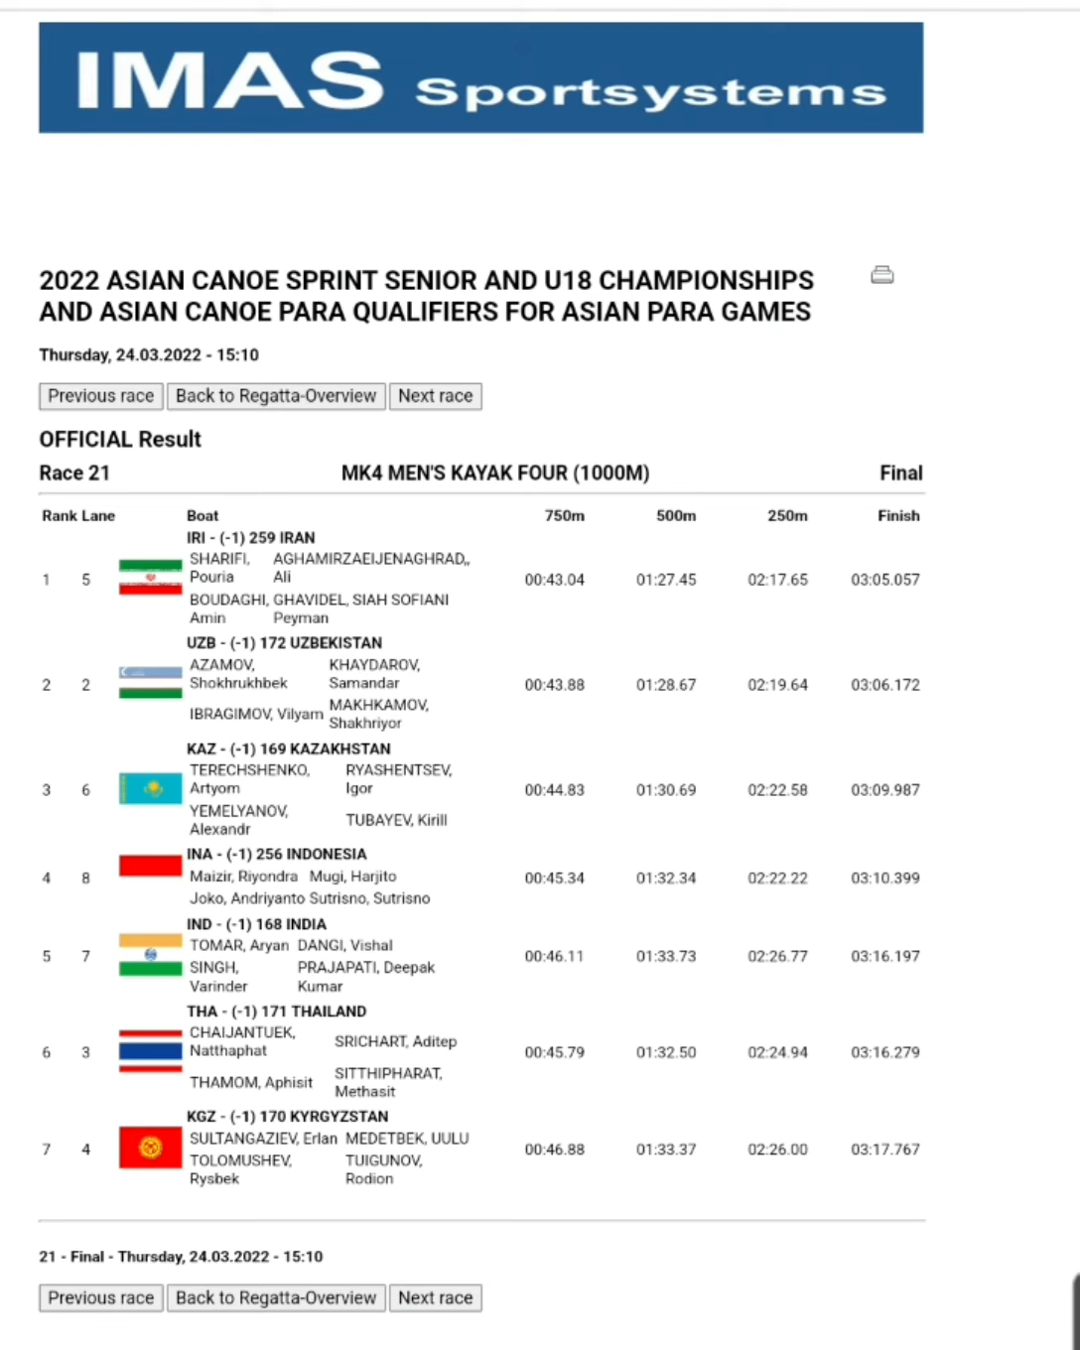 IMAS Sportsystems
2022 ASIAN CANOE SPRINT SENIOR AND U18 CHAMPIONSHIPS
AND ASIAN CANOE PARA QUALIFIERS FOR ASIAN PARA GAMES
Thursday, 24.03.2022 - 15:10
Previous race Back to Regatta-Overview Next race
OFFICIAL Result
Race 21 MK4 MEN'S KAYAK FOUR (1000M) Final
Rank Lane Boat 750m 500m 250m Finish
IRI - (-1) 259 IRAN
SHARIFI, AGHAMIRZAEIJENAGHRAD,,
Pouria Ali
1 5 00:43.04 01:27.45 02:17.65 03:05.057
BOUDAGHI, GHAVIDEL, SIAH SOFIANI
Amin Peyman
UZB - (-1) 172 UZBEKISTAN
AZAMOV, KHAYDAROV,
Shokhrukhbek Samandar
2 2 00:43.88 01:28.67 02:19.64 03:06.172
IBRAGIMOV, Vilyam MAKHKAMOV,
Shakhriyor
KAZ - (-1) 169 KAZAKHSTAN
TERECHSHENKO, RYASHENTSEV,
Artyom Igor
3 6 00:44.83 01:30.69 02:22.58 03:09.987
YEMELYANOV, TUBAYEV, Kirill
Alexandr
INA - (-1) 256 INDONESIA
Maizir, Riyondra Mugi, Harjito
4 8 00:45.34 01:32.34 02:22.22 03:10.399
Joko, Andriyanto Sutrisno, Sutrisno
IND - (-1) 168 INDIA
TOMAR, Aryan DANGI, Vishal
5 7 00:46.11 01:33.73 02:26.77 03:16.197
SINGH, PRAJAPATI, Deepak
Varinder Kumar
THA - (-1) 171 THAILAND
CHAIJANTUEK, SRICHART, Aditep
Natthaphat
6 3 00:45.79 01:32.50 02:24.94 03:16.279
THAMOM, Aphisit SITTHIPHARAT,
Methasit
KGZ - (-1) 170 KYRGYZSTAN
SULTANGAZIEV, Erlan MEDETBEK, UULU
7 4 00:46.88 01:33.37 02:26.00 03:17.767
TOLOMUSHEV, TUIGUNOV,
Rysbek Rodion
21 - Final - Thursday, 24.03.2022 - 15:10
Previous race Back to Regatta-Overview Next race